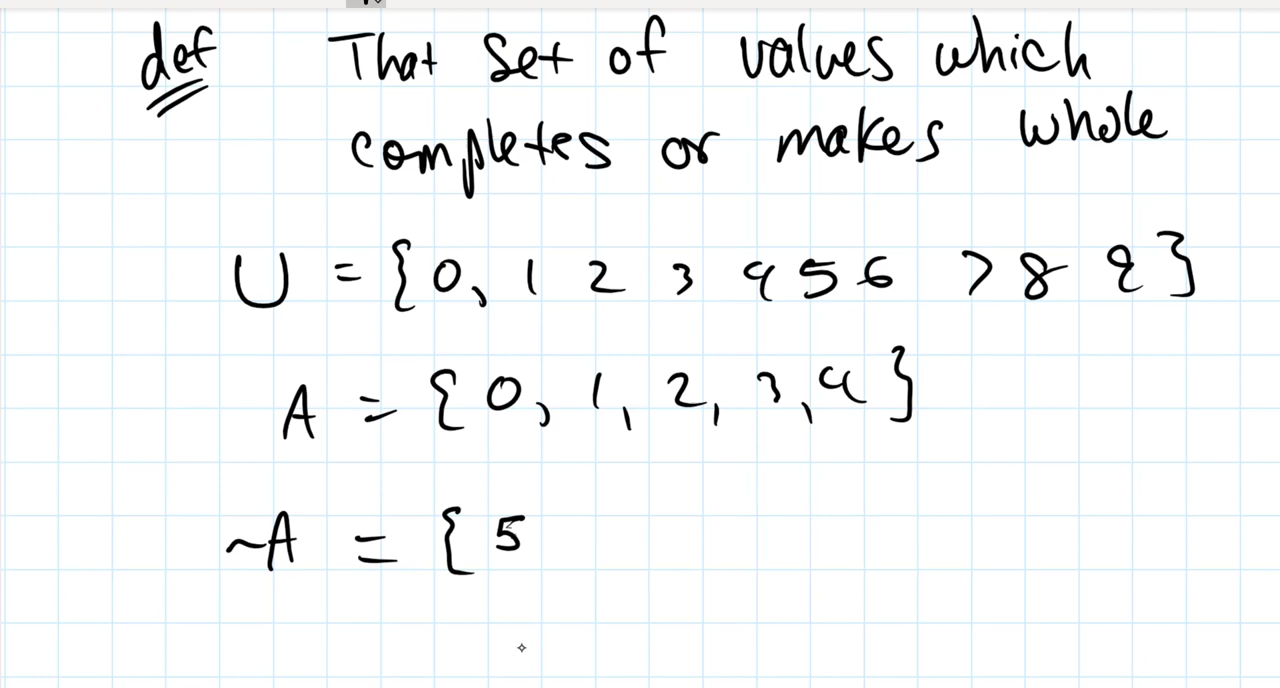 def That set of values which
completes or makes whole
U = {0, 1 2 3 4 5 6 7 8 9}
A = {0, 1, 2, 3, 4}
~A = {5